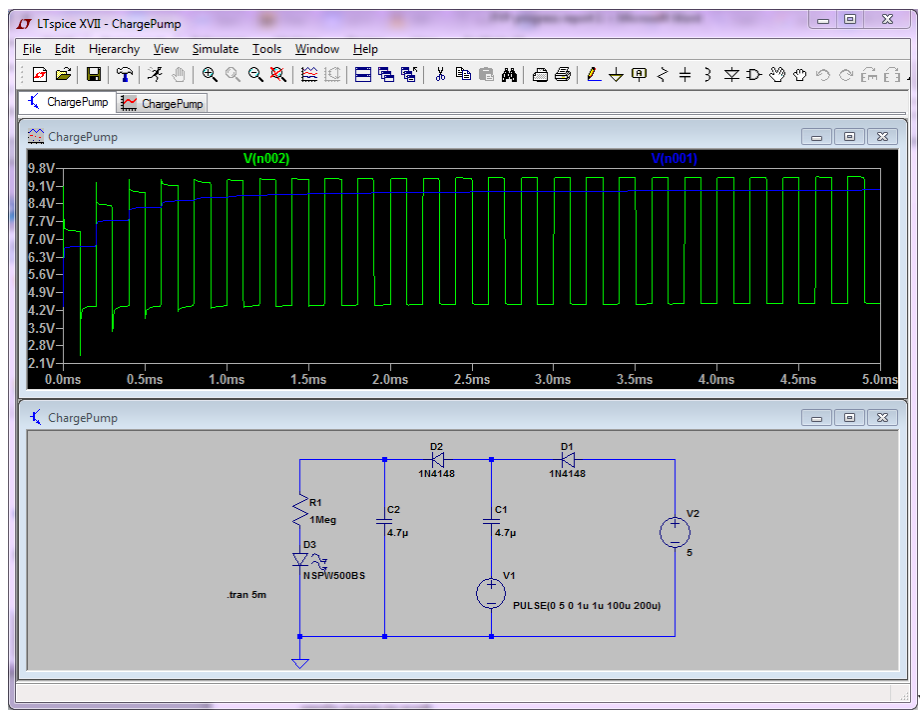 LTspice XVII - ChargePump
File Edit Hierarchy View Simulate Tools Window Help
ChargePump ChargePump
ChargePump
V(n002) V(n001)
9.8V
9.1V
8.4V
7.7V
7.0V
6.3V
5.6V
4.9V
4.2V
3.5V
2.8V
2.1V
0.0ms 0.5ms 1.0ms 1.5ms 2.0ms 2.5ms 3.0ms 3.5ms 4.0ms 4.5ms 5.0ms
ChargePump
D2 D1
1N4148 1N4148
R1 C2 C1 V2
1Meg 4.7µ 4.7µ 5
D3
NSPW500BS V1
.tran 5m PULSE(0 5 0 1u 1u 100u 200u)